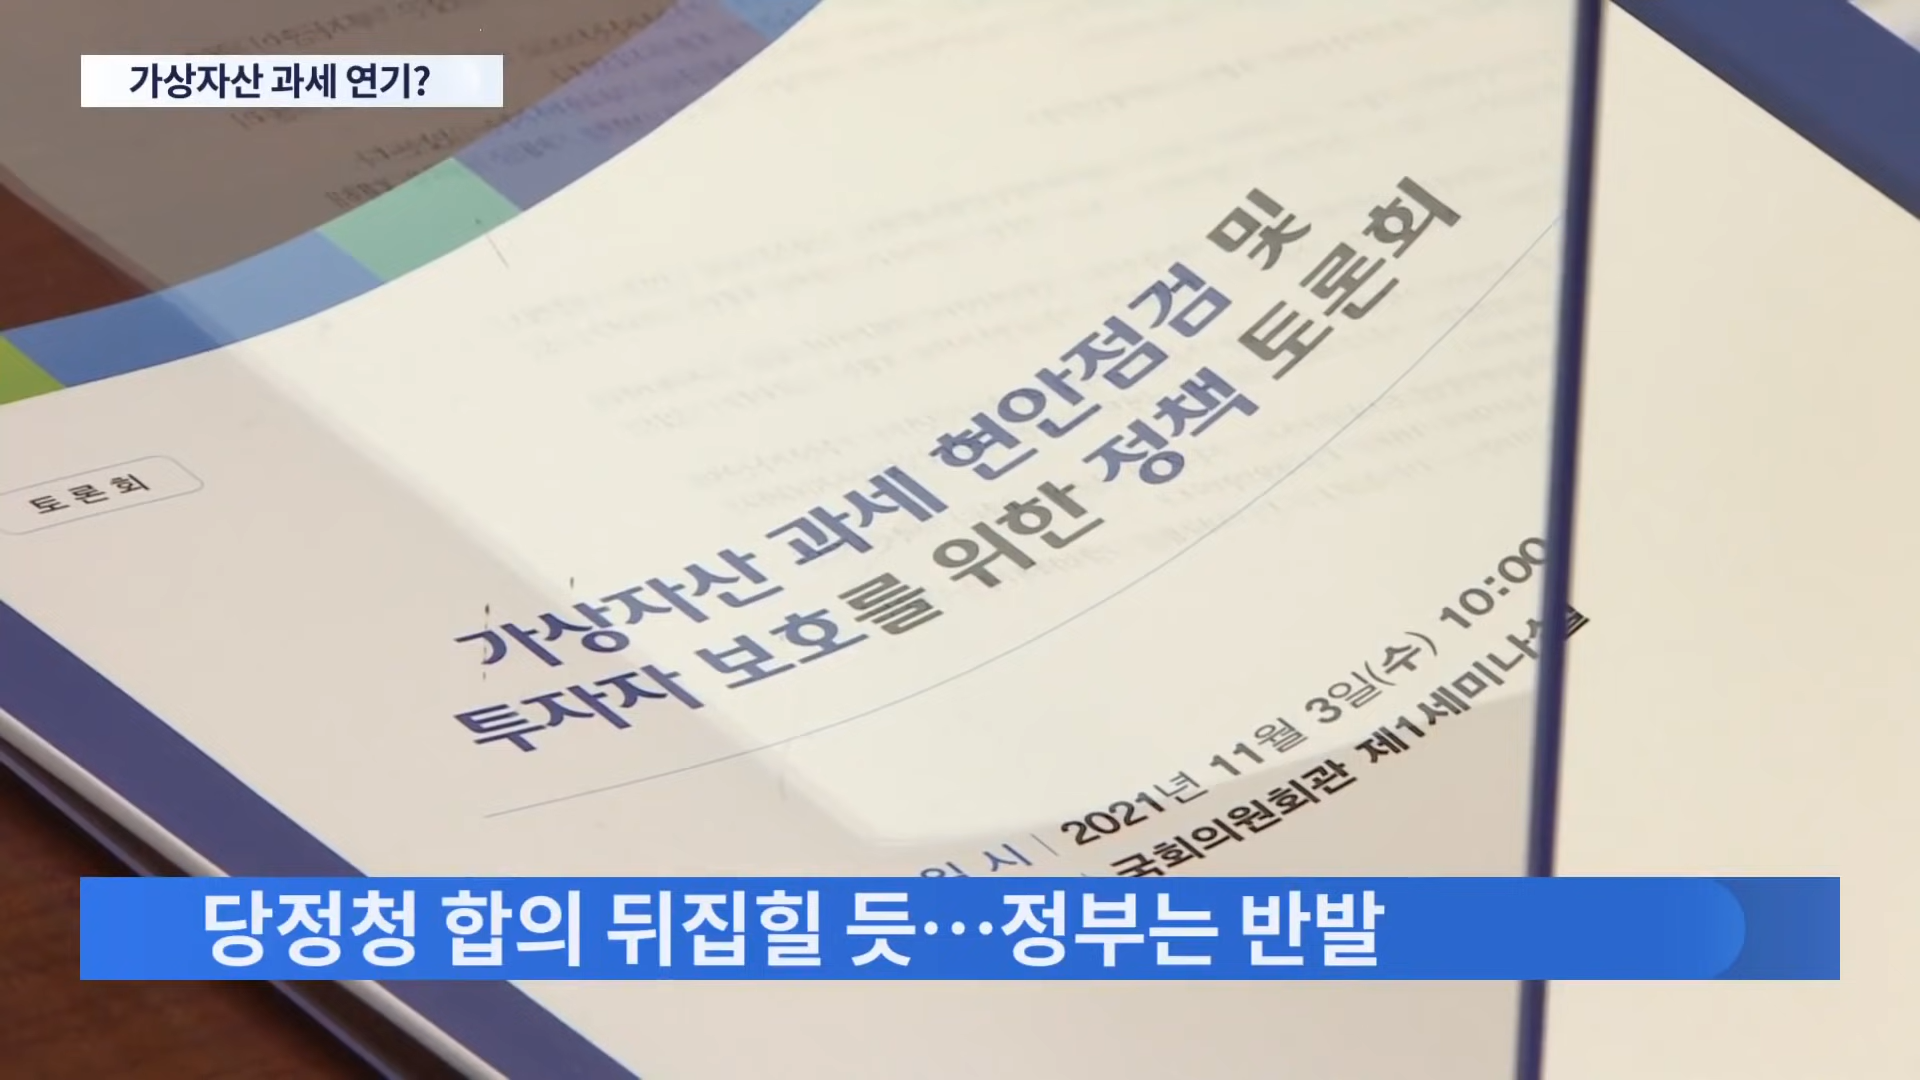 가상자산 과세 연기?
토론회
가상자산 과세 현안점검 및
투자자 보호를 위한 정책 토론회
일 시 | 2021년 11월 3일(수) 10:00
국회의원회관 제1세미나실
당정청 합의 뒤집힐 듯…정부는 반발